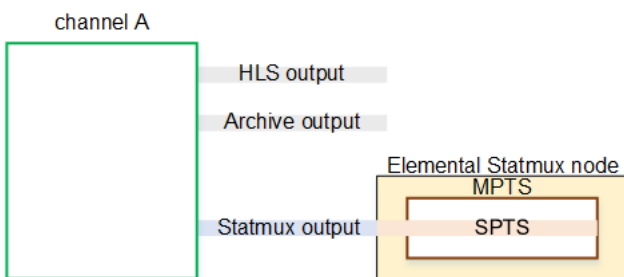 channel A
HLS output
Archive output
Elemental Statmux node
MPTS
Statmux output
SPTS